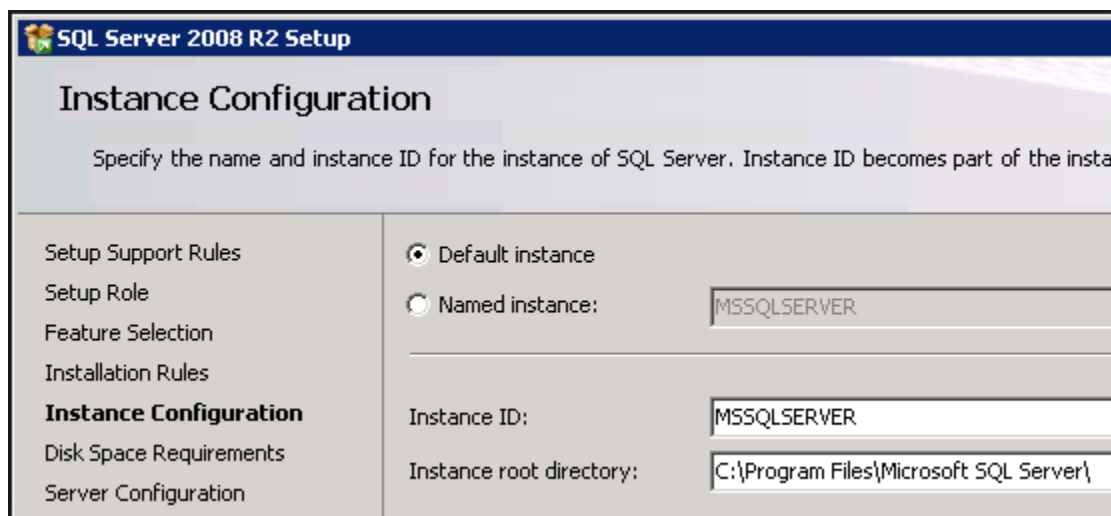 SQL Server 2008 R2 Setup
Instance Configuration
Specify the name and instance ID for the instance of SQL Server. Instance ID becomes part of the insta
Setup Support Rules
Setup Role
Feature Selection
Installation Rules
Instance Configuration
Disk Space Requirements
Server Configuration
Default instance
Named instance: MSSQLSERVER
Instance ID: MSSQLSERVER
Instance root directory: C:\Program Files\Microsoft SQL Server\